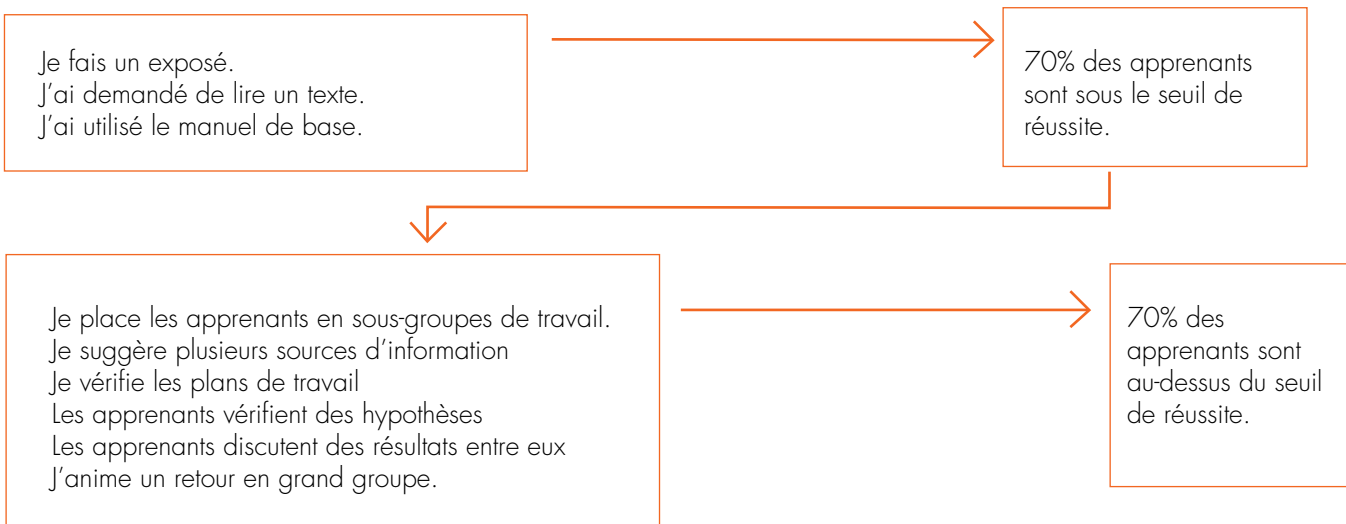 Je fais un exposé.
J'ai demandé de lire un texte.
J'ai utilisé le manuel de base.
70% des apprenants
sont sous le seuil de
réussite.
Je place les apprenants en sous-groupes de travail.
Je suggère plusieurs sources d'information
Je vérifie les plans de travail
Les apprenants vérifient des hypothèses
Les apprenants discutent des résultats entre eux
J'anime un retour en grand groupe.
70% des
apprenants sont
au-dessus du seuil
de réussite.